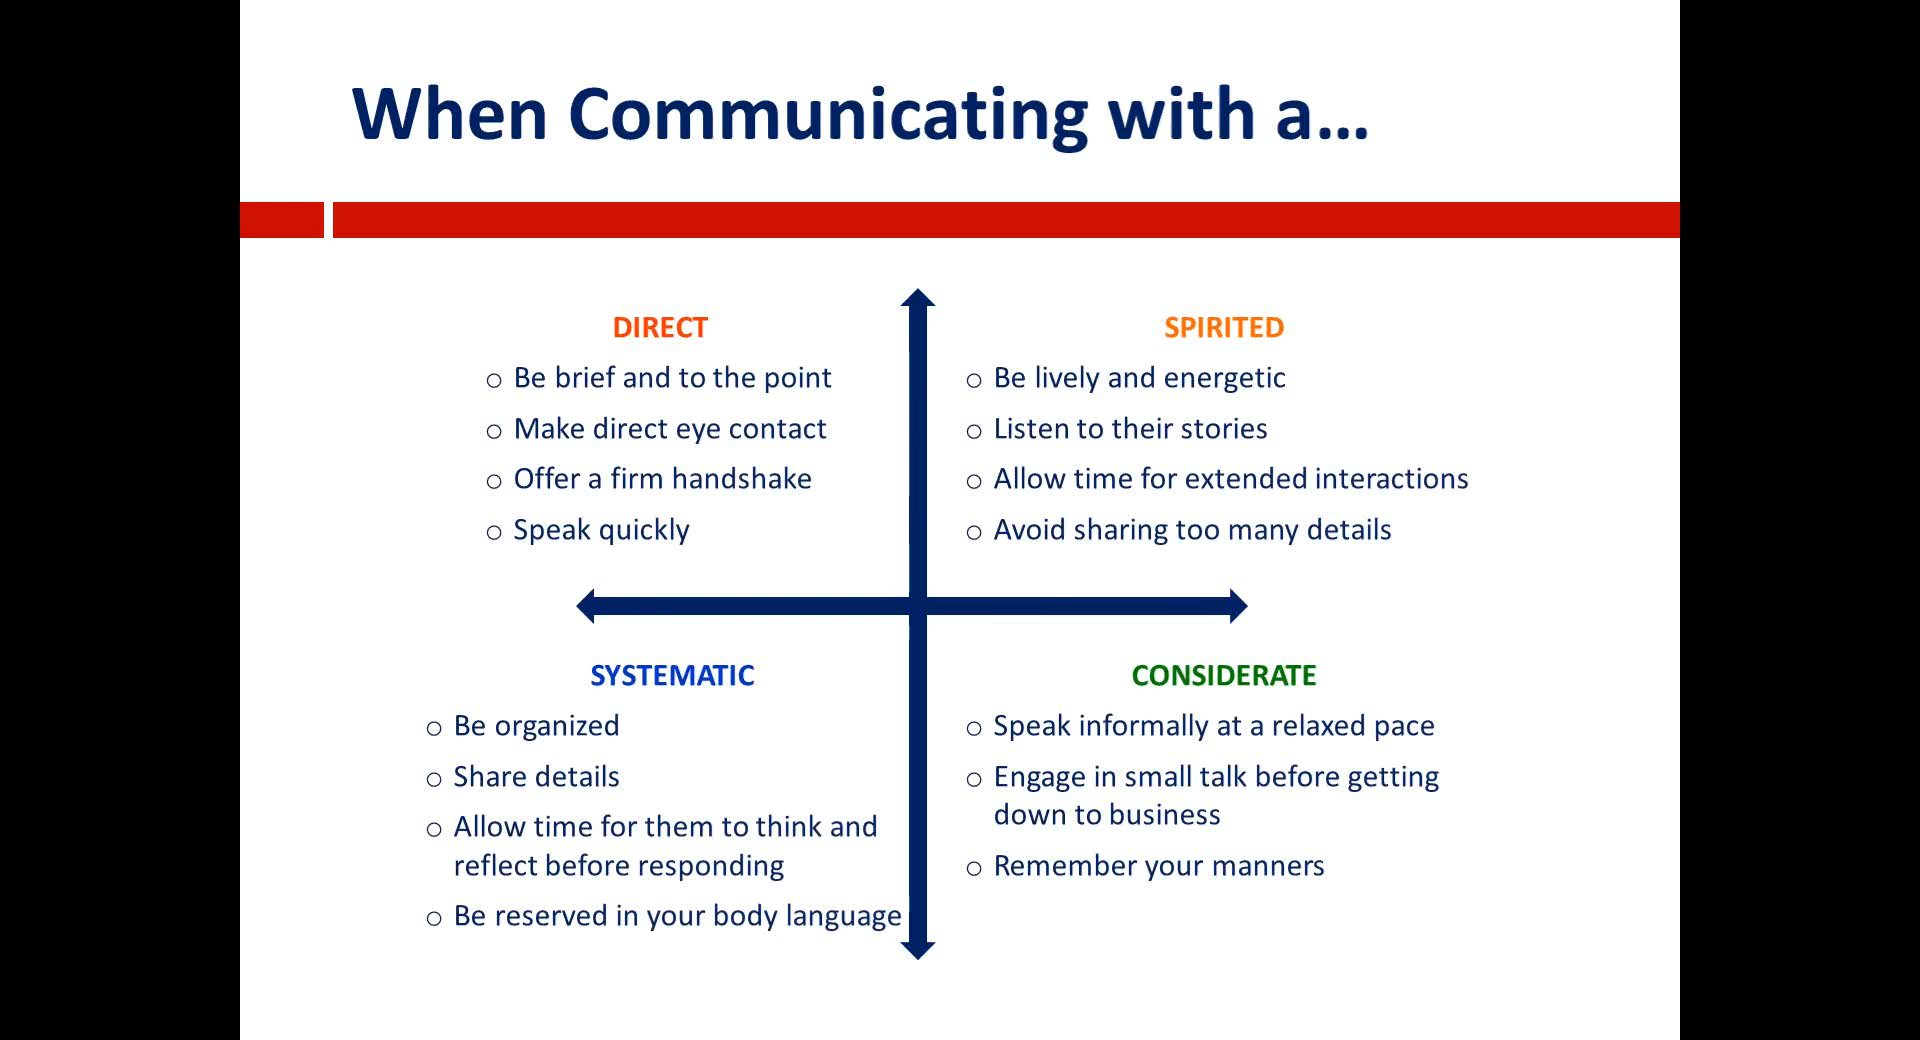 When Communicating with a...
DIRECT
○ Be brief and to the point
○ Make direct eye contact
○ Offer a firm handshake
○ Speak quickly
SPIRITED
○ Be lively and energetic
○ Listen to their stories
○ Allow time for extended interactions
○ Avoid sharing too many details
SYSTEMATIC
○ Be organized
○ Share details
○ Allow time for them to think and
reflect before responding
○ Be reserved in your body language
CONSIDERATE
○ Speak informally at a relaxed pace
○ Engage in small talk before getting
down to business
○ Remember your manners